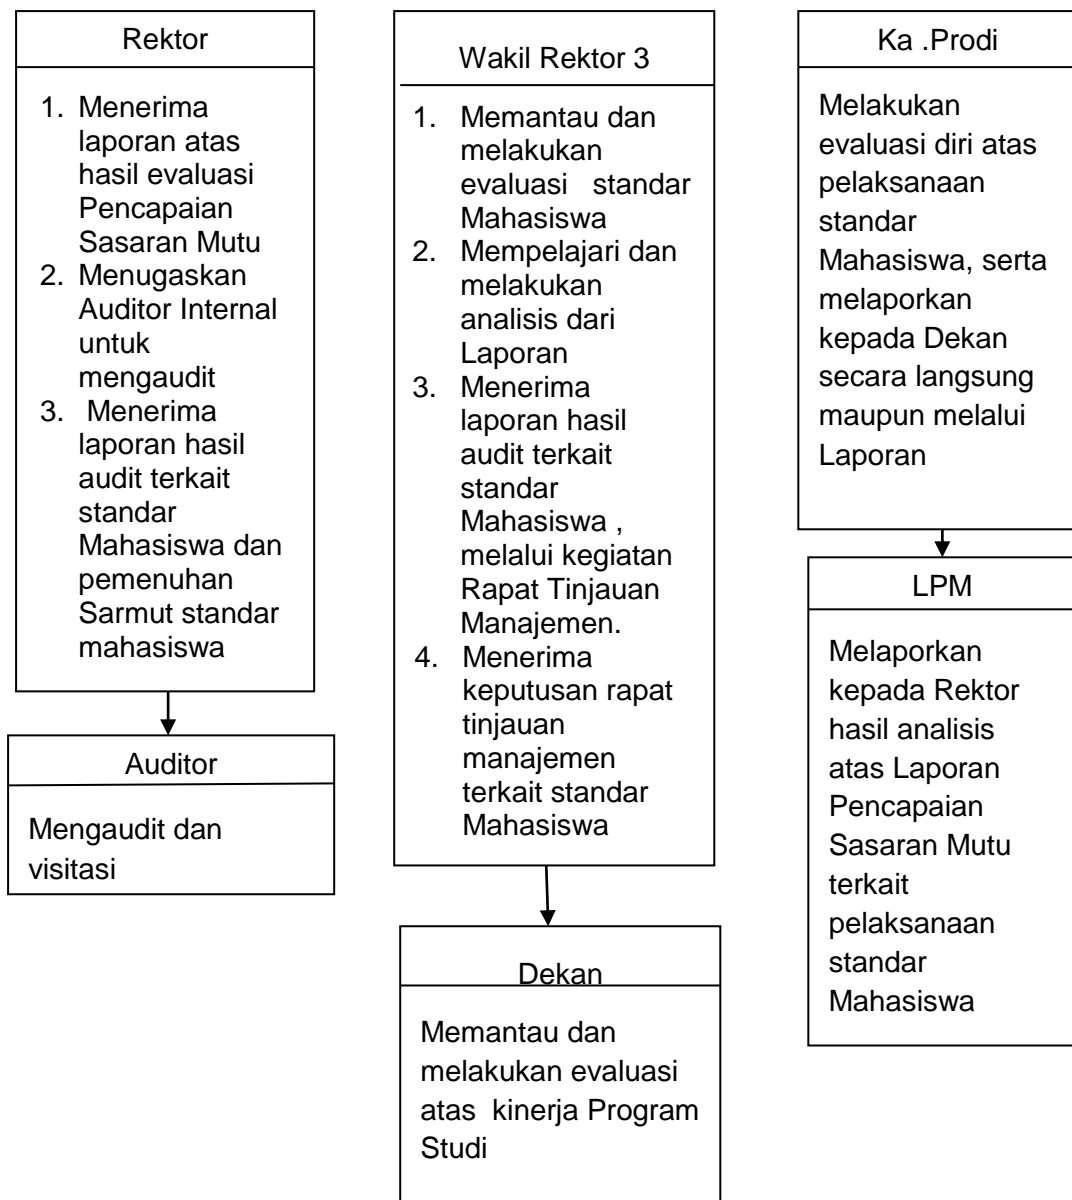 Rektor
1. Menerima
laporan atas
hasil evaluasi
Pencapaian
Sasaran Mutu
2. Menugaskan
Auditor Internal
untuk
mengaudit
3. Menerima
laporan hasil
audit terkait
standar
Mahasiswa dan
pemenuhan
Sarmut standar
mahasiswa
Auditor
Mengaudit dan
visitasi
Wakil Rektor 3
1. Memantau dan
melakukan
evaluasi standar
Mahasiswa
2. Mempelajari dan
melakukan
analisis dari
Laporan
3. Menerima
laporan hasil
audit terkait
standar
Mahasiswa ,
melalui kegiatan
Rapat Tinjauan
Manajemen.
4. Menerima
keputusan rapat
tinjauan
manajemen
terkait standar
Mahasiswa
Dekan
Memantau dan
melakukan evaluasi
atas kinerja Program
Studi
Ka .Prodi
Melakukan
evaluasi diri atas
pelaksanaan
standar
Mahasiswa, serta
melaporkan
kepada Dekan
secara langsung
maupun melalui
Laporan
LPM
Melaporkan
kepada Rektor
hasil analisis
atas Laporan
Pencapaian
Sasaran Mutu
terkait
pelaksanaan
standar
Mahasiswa